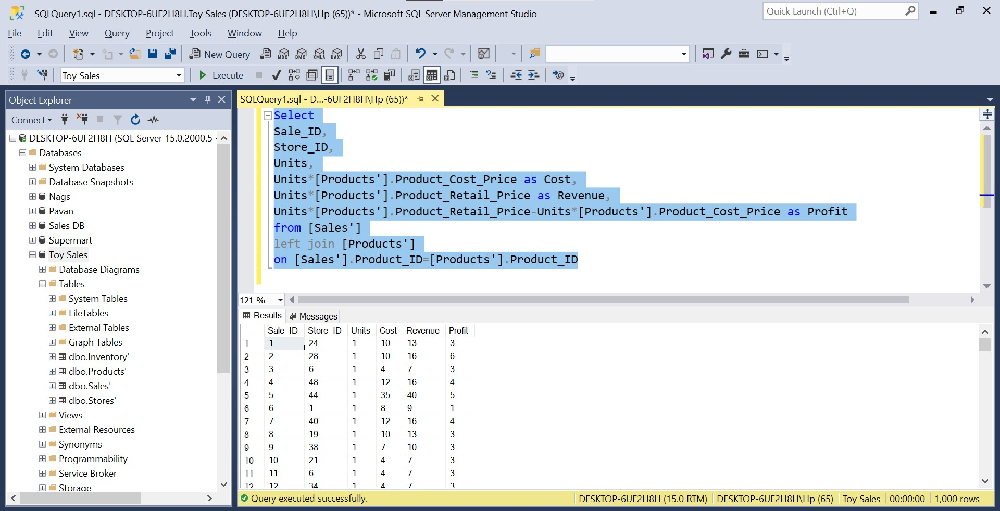 SQLQuery1.sql - DESKTOP-6UF2H8H.Toy Sales (DESKTOP-6UF2H8H\Hp (65))* - Microsoft SQL Server Management Studio
Quick Launch (Ctrl+Q)
File Edit View Query Project Tools Window Help
New Query MDX DMX XMLA DAX
Toy Sales Execute
Object Explorer
Connect
DESKTOP-6UF2H8H (SQL Server 15.0.2000.5 -
Databases
System Databases
Database Snapshots
Nags
Pavan
Sales DB
Supermart
Toy Sales
Database Diagrams
Tables
System Tables
FileTables
External Tables
Graph Tables
dbo.Inventory'
dbo.Products'
dbo.Sales'
dbo.Stores'
Views
External Resources
Synonyms
Programmability
Service Broker
Storage
SQLQuery1.sql - D...-6UF2H8H\Hp (65))*
Select
Sale_ID,
Store_ID,
Units,
Units*[Products'].Product_Cost_Price as Cost,
Units*[Products'].Product_Retail_Price as Revenue,
Units*[Products'].Product_Retail_Price-Units*[Products'].Product_Cost_Price as Profit
from [Sales']
left join [Products']
on [Sales'].Product_ID=[Products'].Product_ID
121 %
Results Messages
Sale_ID Store_ID Units Cost Revenue Profit
1 1 24 1 10 13 3
2 2 28 1 10 16 6
3 3 6 1 4 7 3
4 4 48 1 12 16 4
5 5 44 1 35 40 5
6 6 1 1 8 9 1
7 7 40 1 12 16 4
8 8 19 1 10 13 3
9 9 38 1 7 10 3
10 10 21 1 4 7 3
11 11 6 1 4 7 3
12 12 34 1 4 7 3
Query executed successfully. DESKTOP-6UF2H8H (15.0 RTM) DESKTOP-6UF2H8H\Hp (65) Toy Sales 00:00:00 1,000 rows